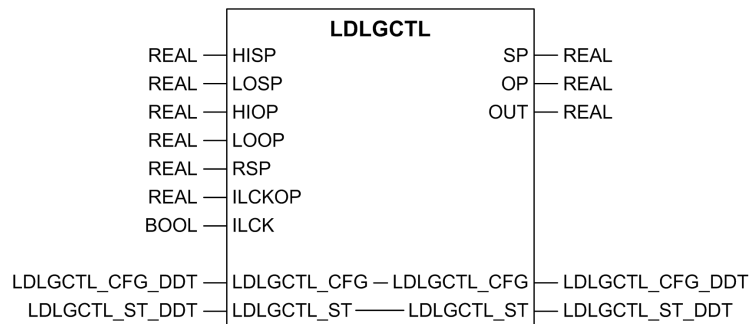 LDLGCTL
REAL HISP SP REAL
REAL LOSP OP REAL
REAL HIOP OUT REAL
REAL LOOP
REAL RSP
REAL ILCKOP
BOOL ILCK
LDLGCTL_CFG_DDT LDLGCTL_CFG LDLGCTL_CFG LDLGCTL_CFG_DDT
LDLGCTL_ST_DDT LDLGCTL_ST LDLGCTL_ST LDLGCTL_ST_DDT